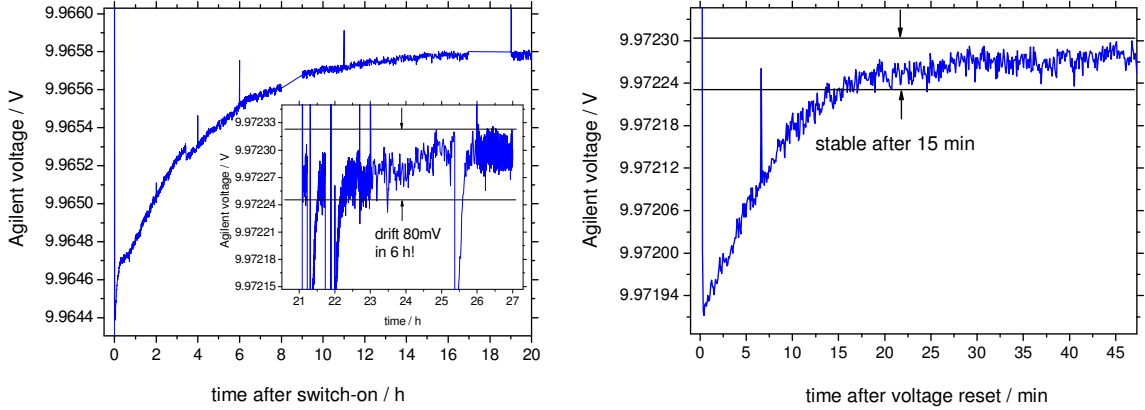 9.9660
9.9658
9.9656
9.9654
9.9652
9.9650
9.9648
9.9646
9.9644
Agilent voltage / V
0 2 4 6 8 10 12 14 16 18 20
time after switch-on / h
9.97233
9.97230
9.97227
9.97224
9.97221
9.97218
9.97215
Agilent voltage / V
drift 80mV
in 6 h!
21 22 23 24 25 26 27
time / h
9.97230
9.97224
9.97218
9.97212
9.97206
9.97200
9.97194
Agilent voltage / V
stable after 15 min
0 5 10 15 20 25 30 35 40 45
time after voltage reset / min